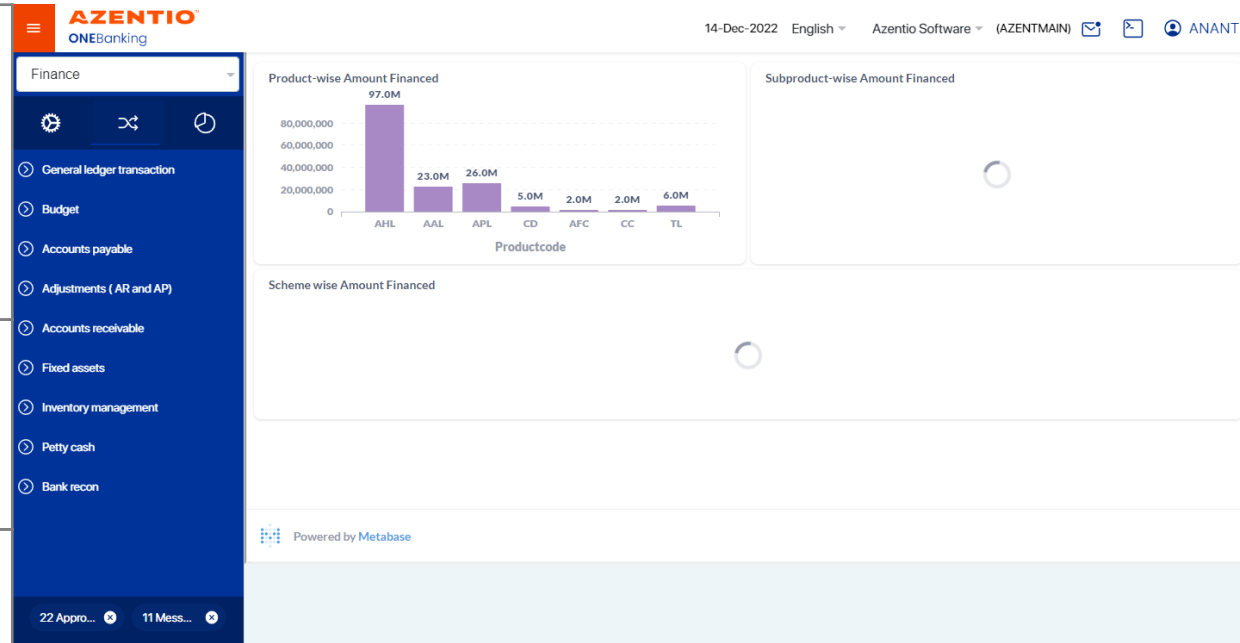 AZENTIO™
ONEBanking
14-Dec-2022 English Azentio Software (AZENTMAIN) ANANT
Finance
General ledger transaction
Budget
Accounts payable
Adjustments ( AR and AP)
Accounts receivable
Fixed assets
Inventory management
Petty cash
Bank recon
22 Appro...
11 Mess...
Product-wise Amount Financed
97.0M
80,000,000
60,000,000
40,000,000
20,000,000
0
23.0M
26.0M
5.0M
2.0M
2.0M
6.0M
AHL AAL APL CD AFC CC TL
Productcode
Subproduct-wise Amount Financed
Scheme wise Amount Financed
Powered by Metabase